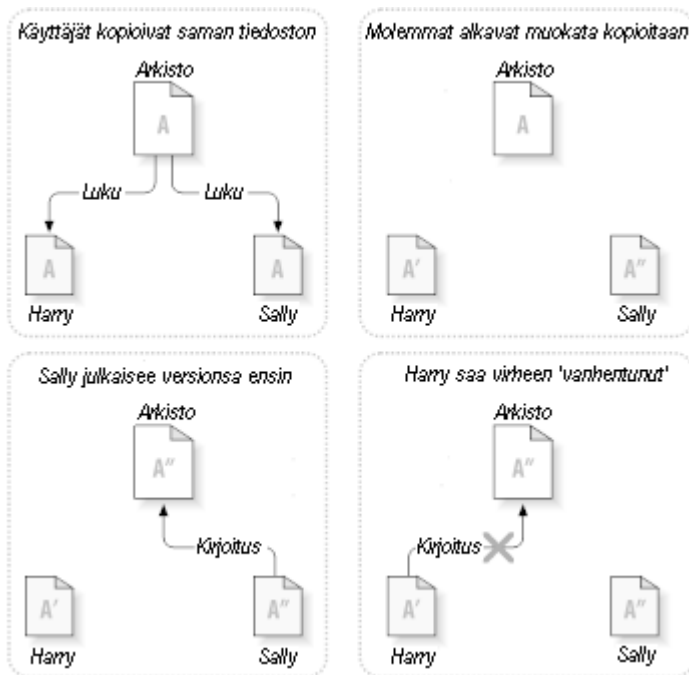 Käyttäjät kopioivat saman tiedoston
Arkisto
A
Luku
Luku
A
A
Harry
Sally
Molemmat alkavat muokata kopioitaan
Arkisto
A
A′
A″
Harry
Sally
Sally julkaisee versionsa ensin
Arkisto
A″
Kirjoitus
A′
A″
Harry
Sally
Harry saa virheen 'vanhentunut'
Arkisto
A″
Kirjoitus
A′
A″
Harry
Sally